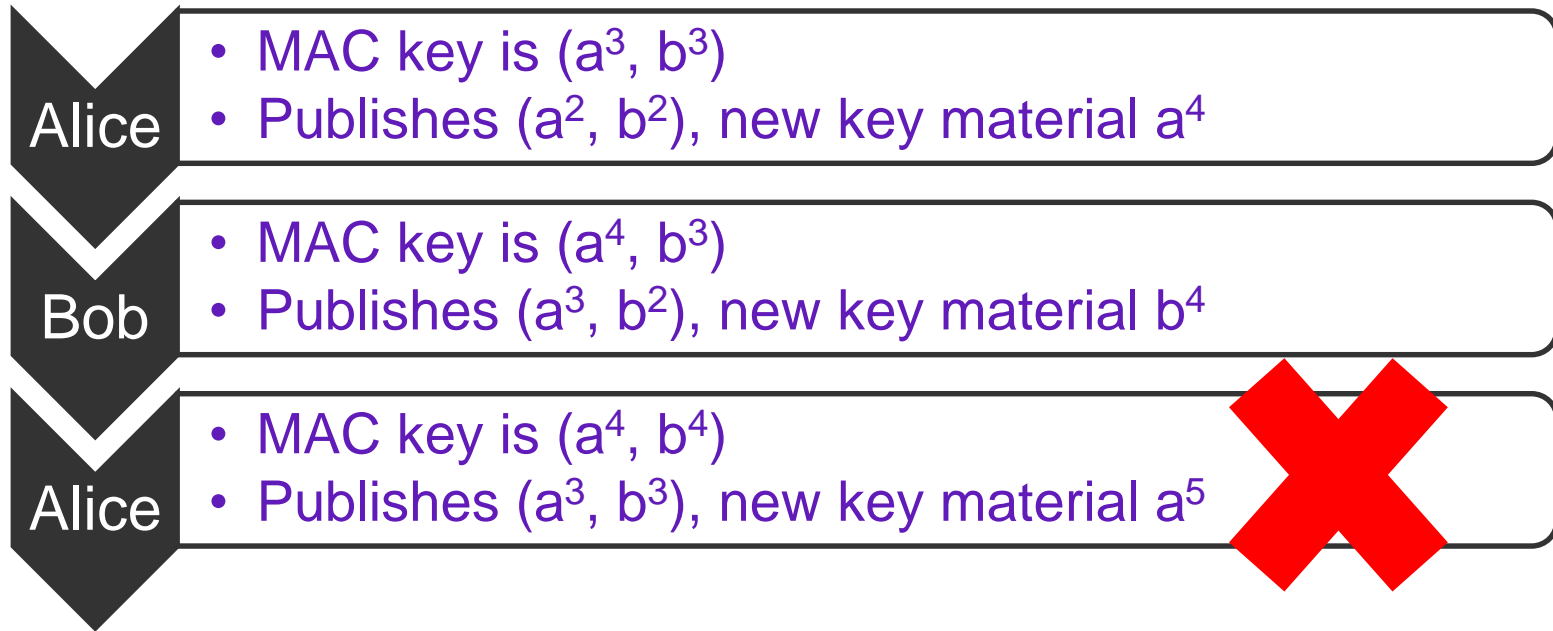 Alice
• MAC key is (a³, b³)
• Publishes (a², b²), new key material a⁴
Bob
• MAC key is (a⁴, b³)
• Publishes (a³, b²), new key material b⁴
Alice
• MAC key is (a⁴, b⁴)
• Publishes (a³, b³), new key material a⁵